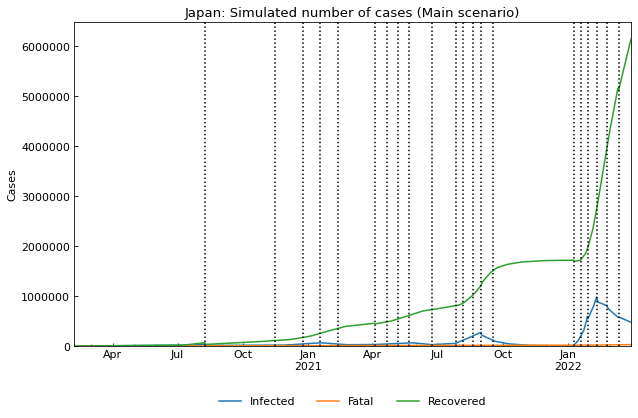 Japan: Simulated number of cases (Main scenario)
6000000
5000000
4000000
3000000
2000000
1000000
0
Cases
Apr Jul Oct Jan Apr Jul Oct Jan
2021 2022
Infected Fatal Recovered